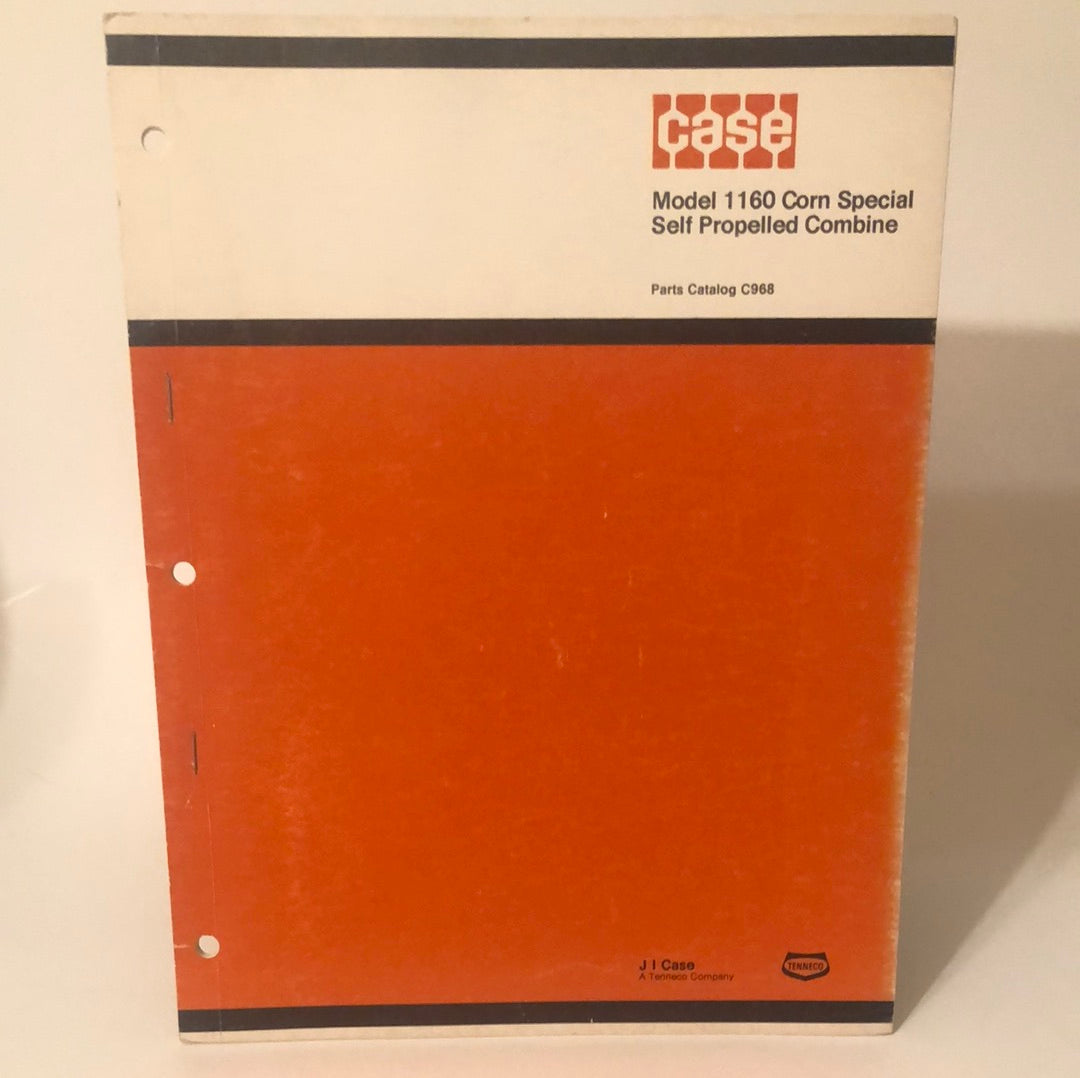 case
Model 1160 Corn Special
Self Propelled Combine
Parts Catalog C968
J I Case
A Tenneco Company
TENNECO